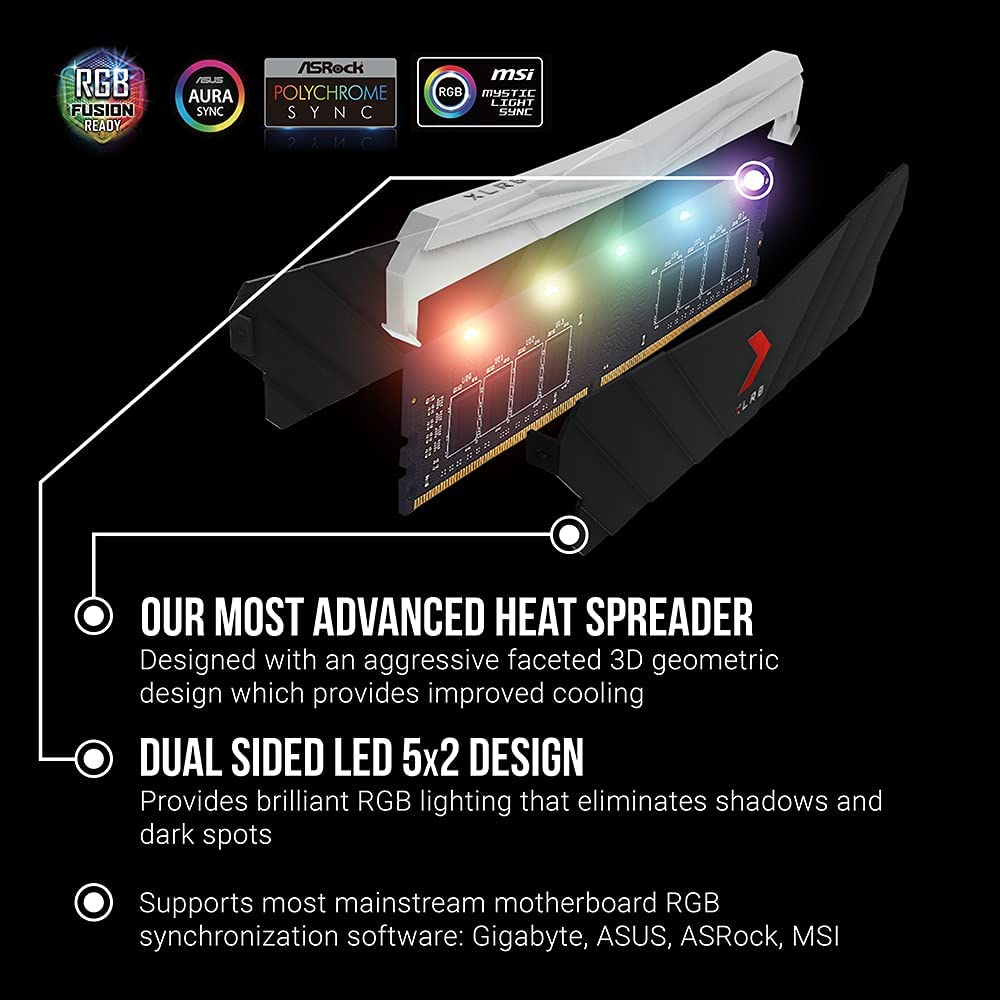 RGB
FUSION
READY
ASUS
AURA
SYNC
ASRock
POLYCHROME
SYNC
RGB
msi
MYSTIC
LIGHT
SYNC
XLR8
XLR8
OUR MOST ADVANCED HEAT SPREADER
Designed with an aggressive faceted 3D geometric
design which provides improved cooling
DUAL SIDED LED 5x2 DESIGN
Provides brilliant RGB lighting that eliminates shadows and
dark spots
Supports most mainstream motherboard RGB
synchronization software: Gigabyte, ASUS, ASRock, MSI